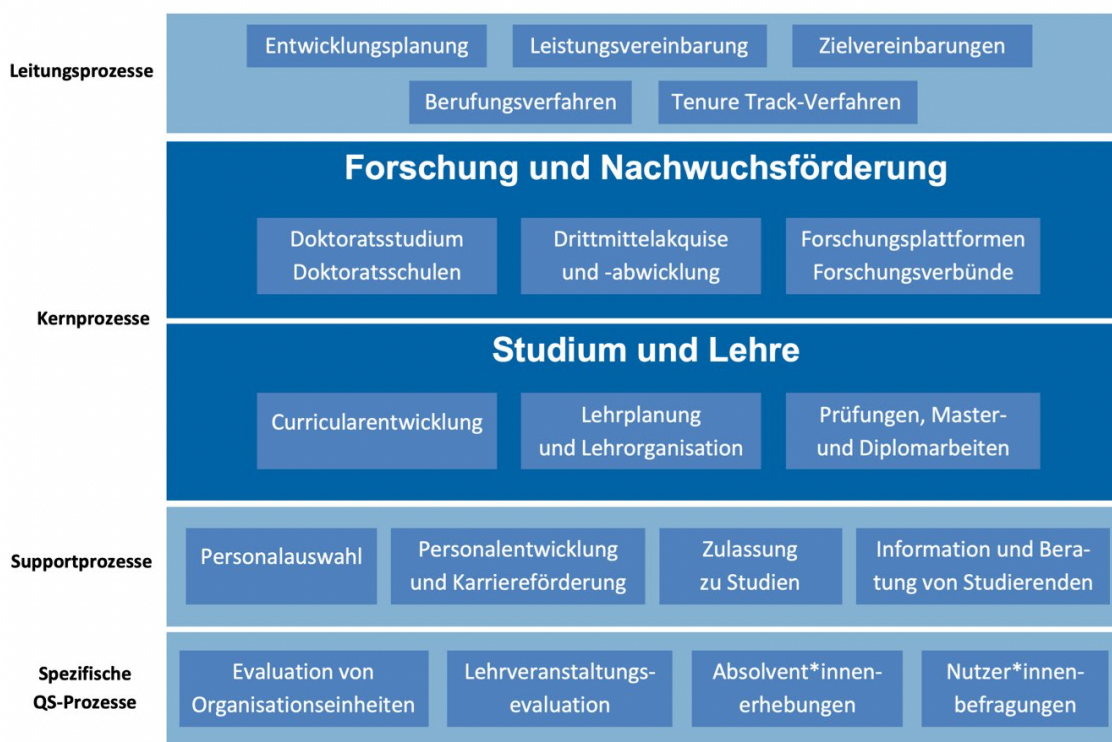 Leitungsprozesse
Entwicklungsplanung
Leistungsvereinbarung
Zielvereinbarungen
Berufungsverfahren
Tenure Track-Verfahren
Kernprozesse
Forschung und Nachwuchsförderung
Doktoratsstudium
Doktoratsschulen
Drittmittelakquise
und -abwicklung
Forschungsplattformen
Forschungsverbünde
Studium und Lehre
Curricularentwicklung
Lehrplanung
und Lehrorganisation
Prüfungen, Master-
und Diplomarbeiten
Supportprozesse
Personalauswahl
Personalentwicklung
und Karriereförderung
Zulassung
zu Studien
Information und Bera-
tung von Studierenden
Spezifische
QS-Prozesse
Evaluation von
Organisationseinheiten
Lehrveranstaltungs-
evaluation
Absolvent*innen-
erhebungen
Nutzer*innen-
befragungen